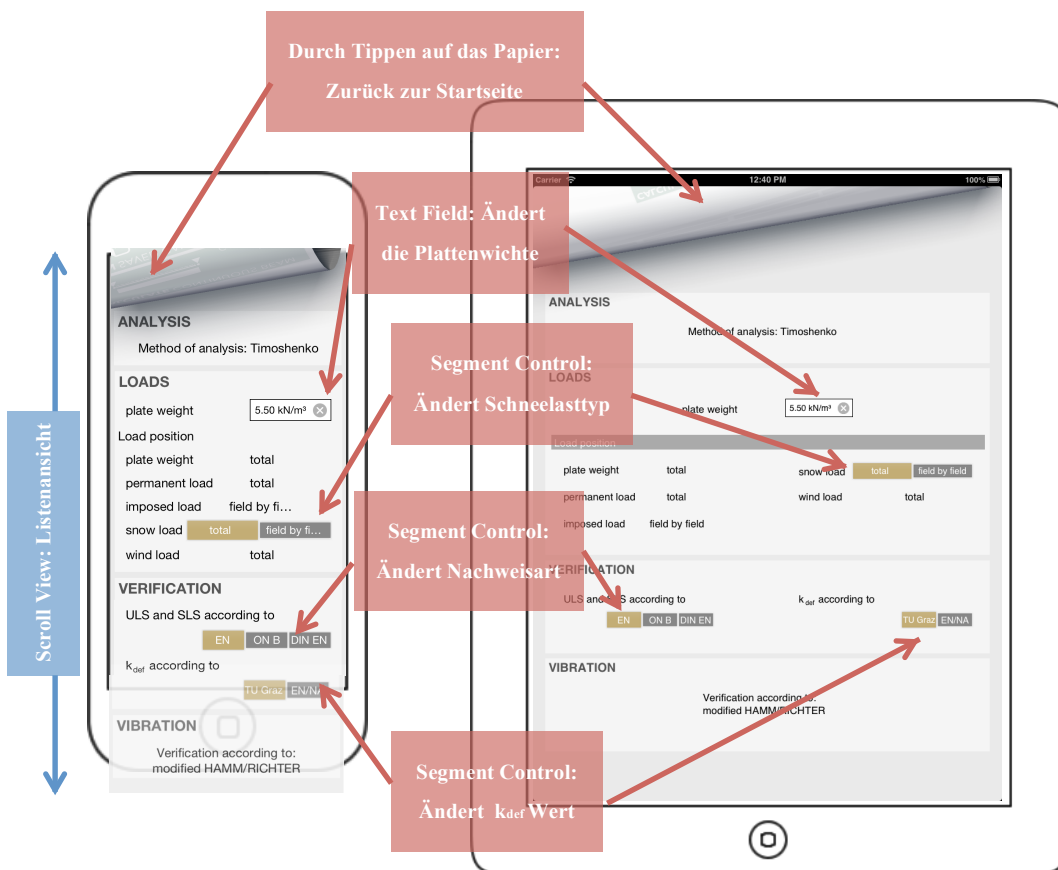 Durch Tippen auf das Papier:
Zurück zur Startseite
Text Field: Ändert
die Plattenwichte
Segment Control:
Ändert Schneelasttyp
Segment Control:
Ändert Nachweisart
Segment Control:
Ändert kdef Wert
Scroll View: Listenansicht
ANALYSIS
Method of analysis: Timoshenko
LOADS
plate weight 5.50 kN/m³
Load position
plate weight total
permanent load total
imposed load field by fi...
snow load total field by fi...
wind load total
VERIFICATION
ULS and SLS according to
EN ON B DIN EN
kdef according to
TU Graz EN/NA
VIBRATION
Verification according to:
modified HAMM/RICHTER
Carrier 12:40 PM 100%
ANALYSIS
Method of analysis: Timoshenko
LOADS
plate weight 5.50 kN/m³
Load position
plate weight total snow load total field by field
permanent load total wind load total
imposed load field by field
VERIFICATION
ULS and SLS according to kdef according to
EN ON B DIN EN TU Graz EN/NA
VIBRATION
Verification according to:
modified HAMM/RICHTER